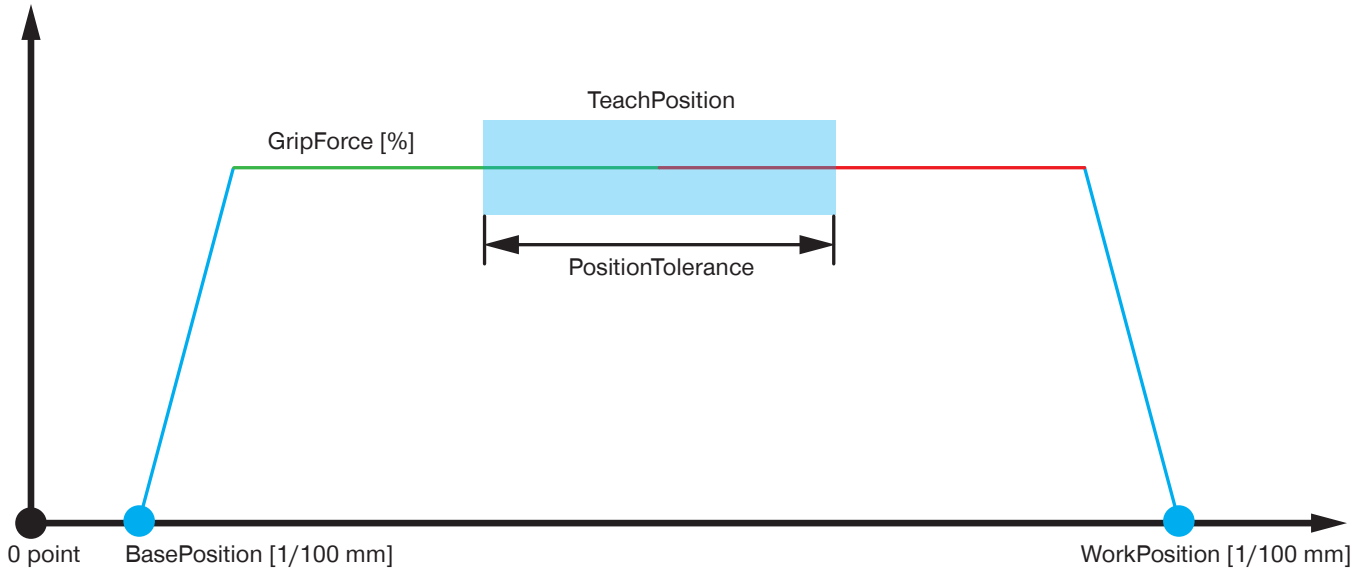 TeachPosition
GripForce [%]
PositionTolerance
0 point
BasePosition [1/100 mm]
WorkPosition [1/100 mm]